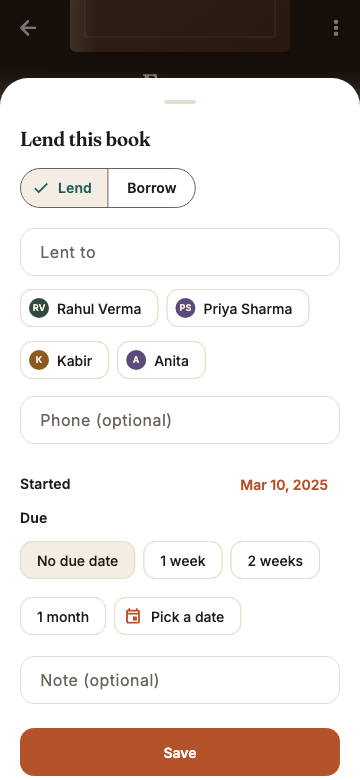 Lend this book
Lend
Borrow
Lent to
RV Rahul Verma
PS Priya Sharma
K Kabir
A Anita
Phone (optional)
Started
Mar 10, 2025
Due
No due date
1 week
2 weeks
1 month
Pick a date
Note (optional)
Save